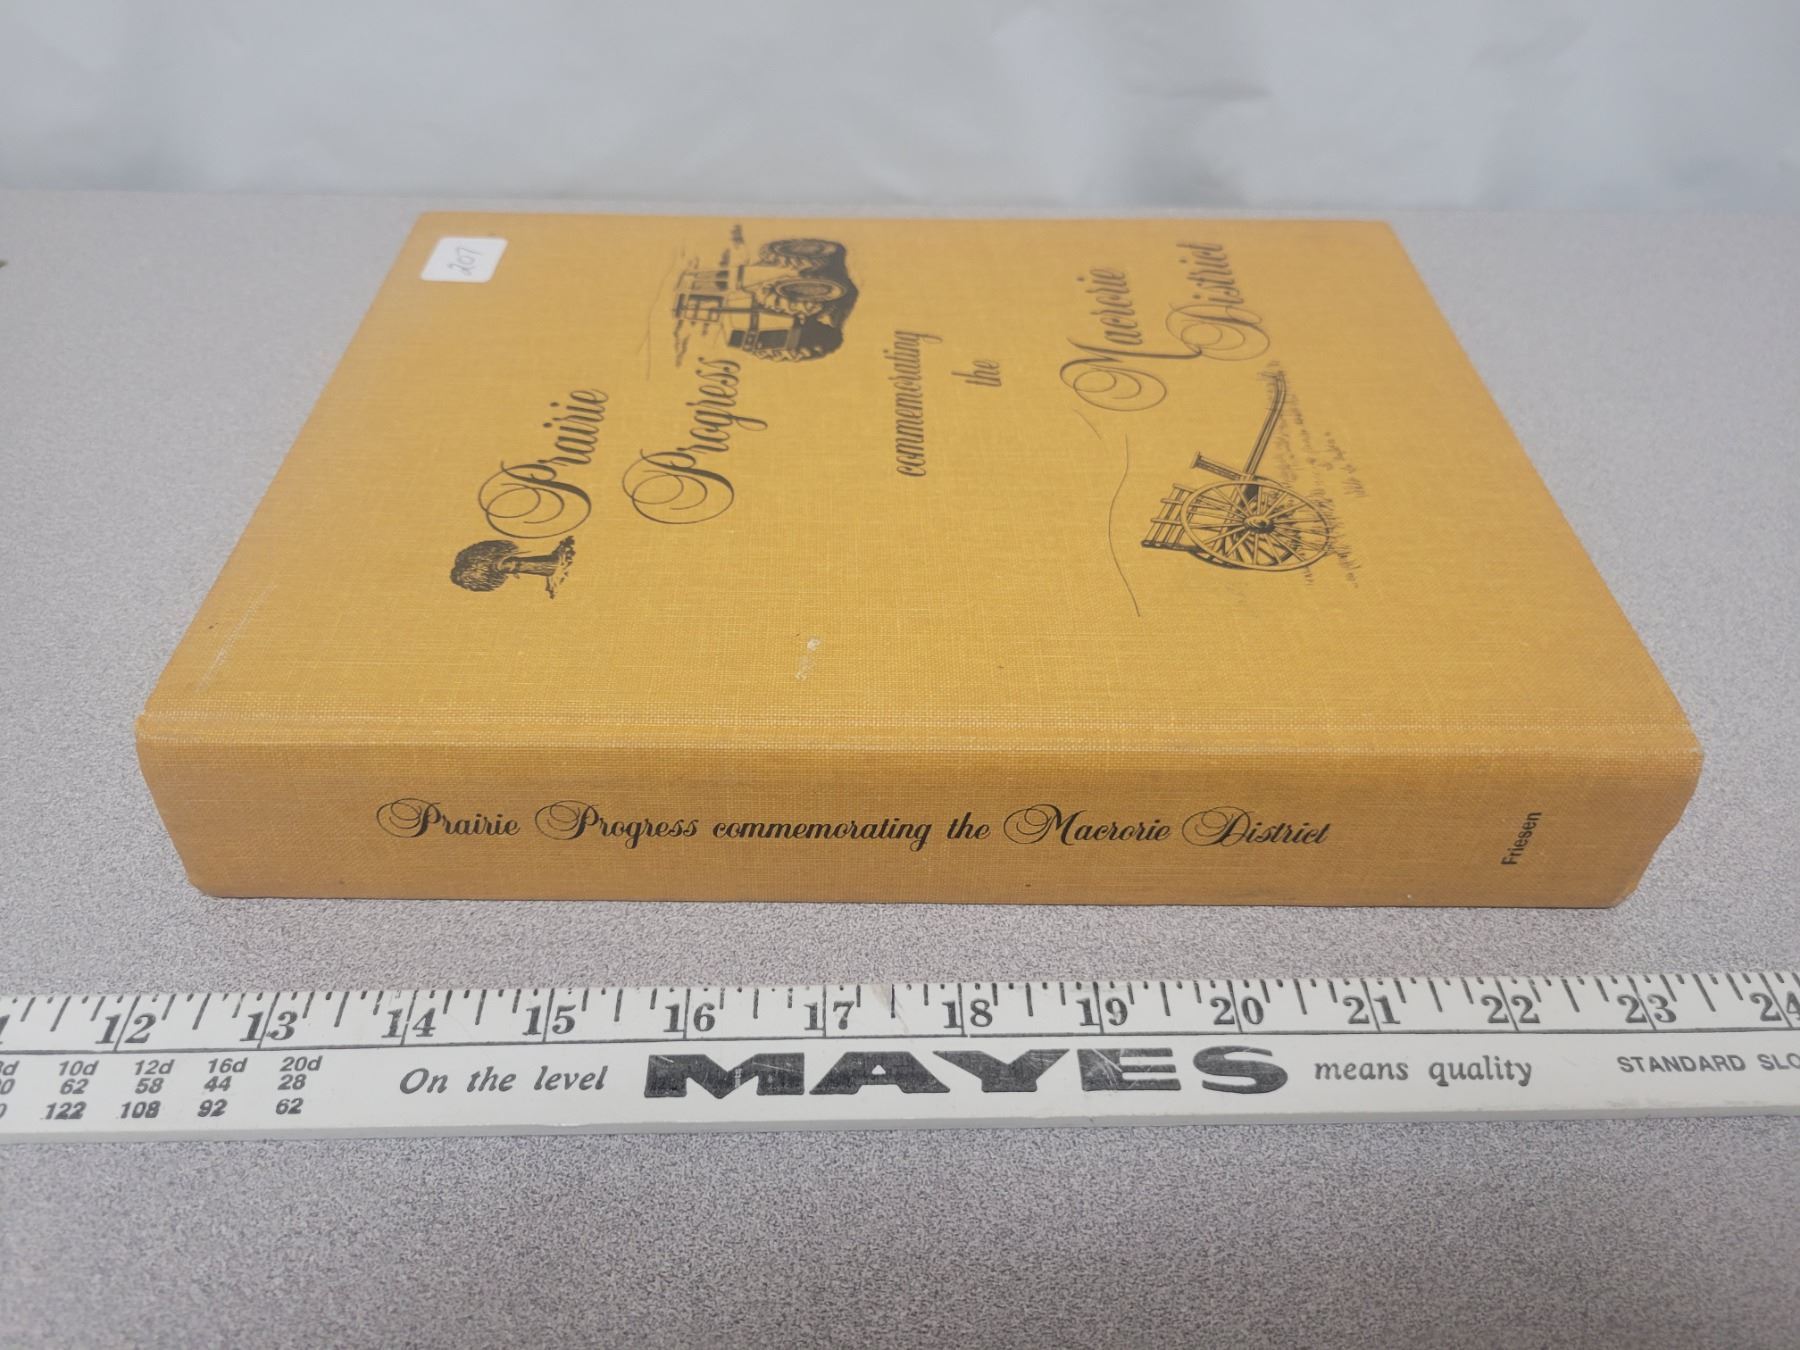 207
Prairie
Progress
commemorating
the
Macrorie
District
Prairie Progress commemorating the Macrorie District
Friesen
12 13 14 15 16 17 18 19 20 21 22 23 24
10d 12d 16d 20d
62 58 44 28
122 108 92 62
On the level MAYES means quality
STANDARD SLO